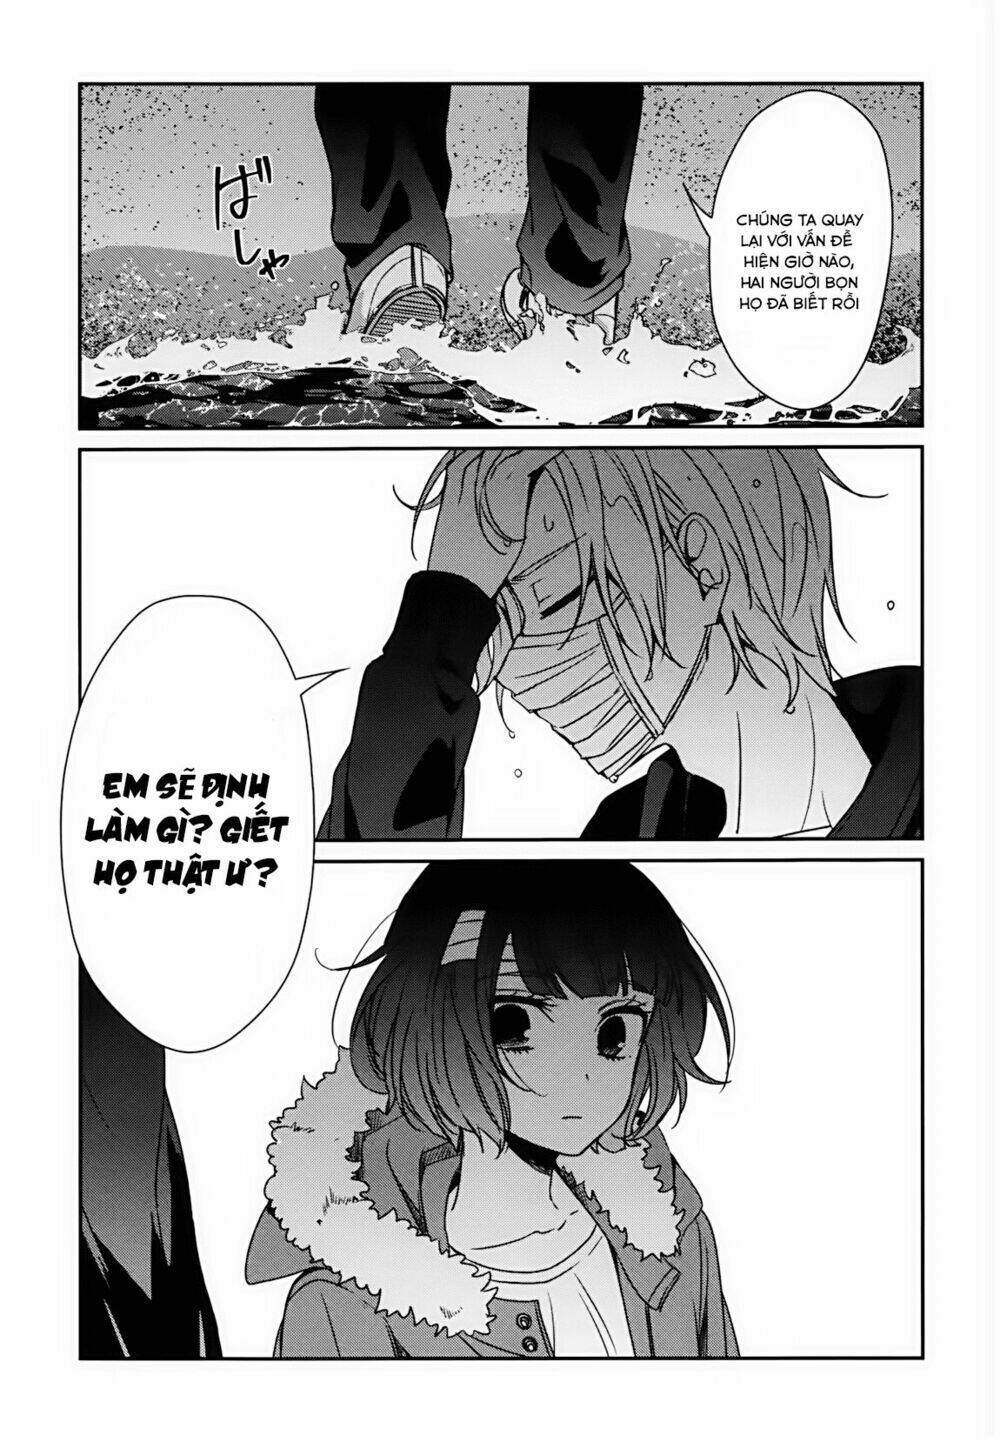 CHÚNG TA QUAY
LẠI VỚI VẤN ĐỀ
HIỆN GIỜ NÃO,
HAI NGƯỜI BỌN
HỌ ĐÃ BIẾT RỒI
ばしゃ
EM SẼ ĐỊNH
LÀM GÌ? GIẾT
HỌ THẬT Ư?